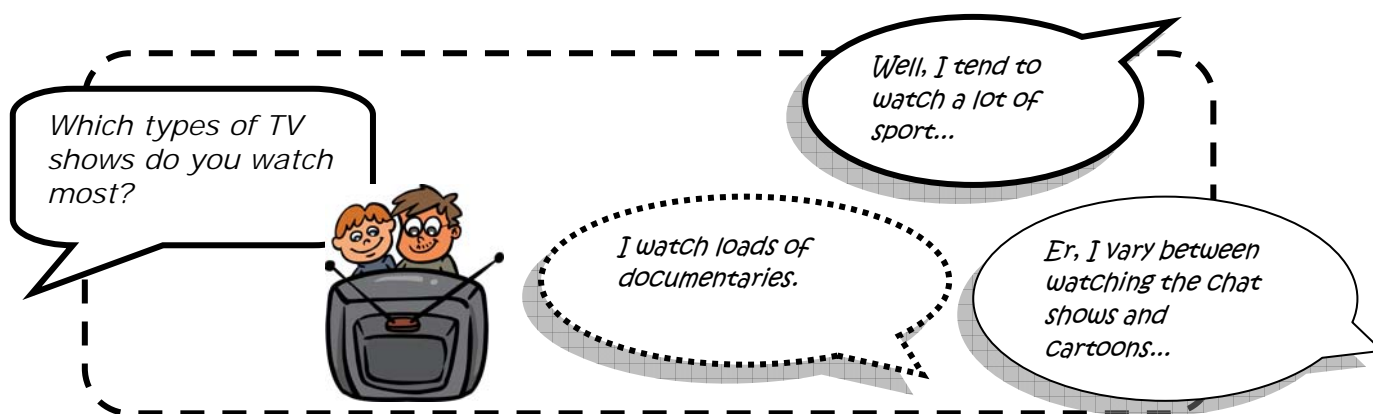 Which types of TV
shows do you watch
most?
Well, I tend to
watch a lot of
sport...
I watch loads of
documentaries.
Er, I vary between
watching the chat
shows and
cartoons...